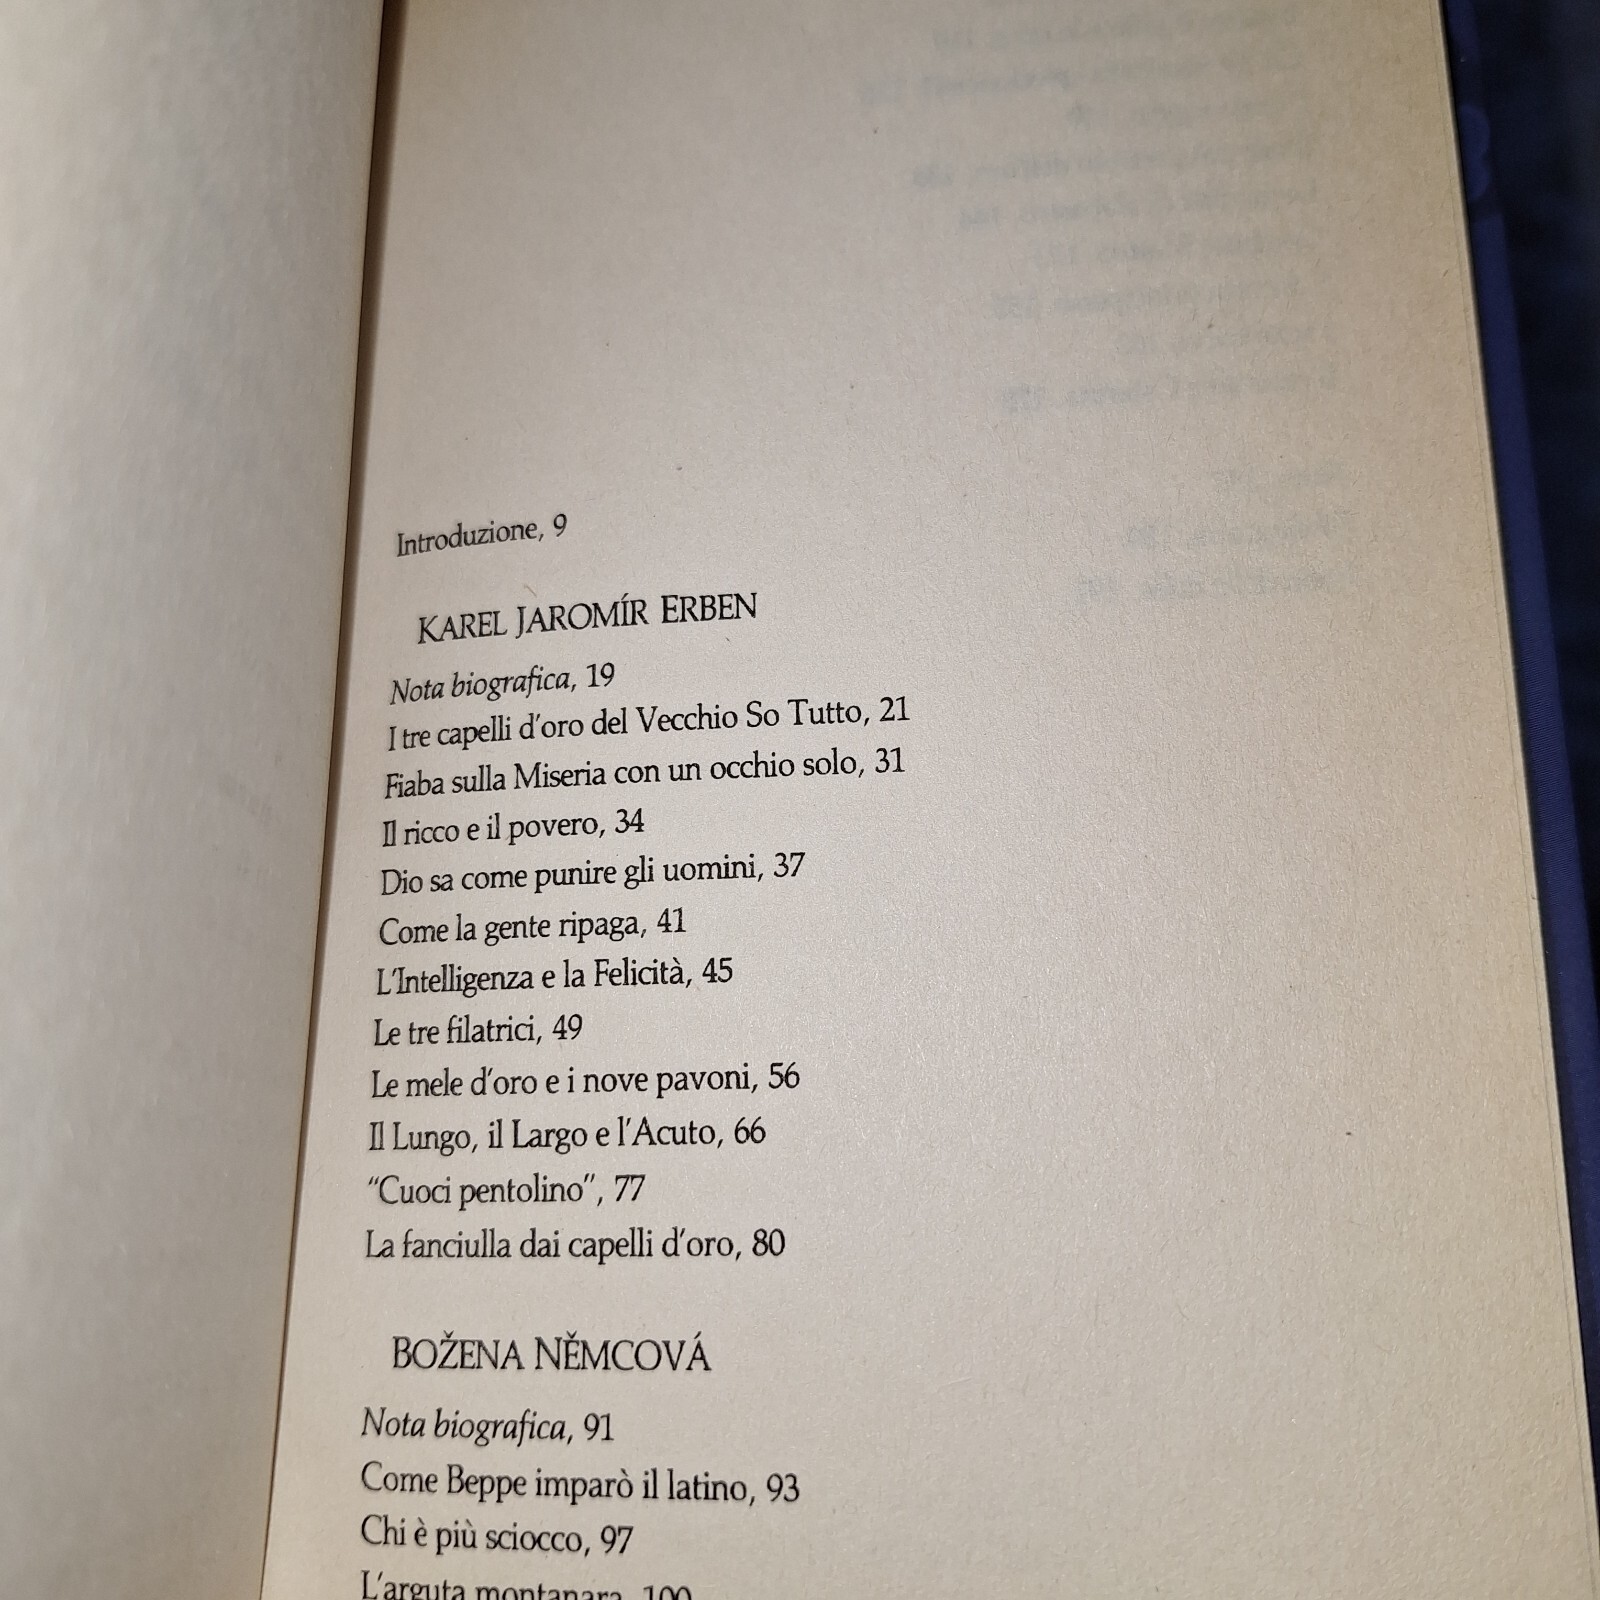 Introduzione, 9
KAREL JAROMÍR ERBEN
Nota biografica, 19
I tre capelli d'oro del Vecchio So Tutto, 21
Fiaba sulla Miseria con un occhio solo, 31
Il ricco e il povero, 34
Dio sa come punire gli uomini, 37
Come la gente ripaga, 41
L'Intelligenza e la Felicità, 45
Le tre filatrici, 49
Le mele d'oro e i nove pavoni, 56
Il Lungo, il Largo e l'Acuto, 66
“Cuoci pentolino”, 77
La fanciulla dai capelli d'oro, 80
BOŽENA NĚMCOVÁ
Nota biografica, 91
Come Beppe imparò il latino, 93
Chi è più sciocco, 97
L'arguta montanara, 100